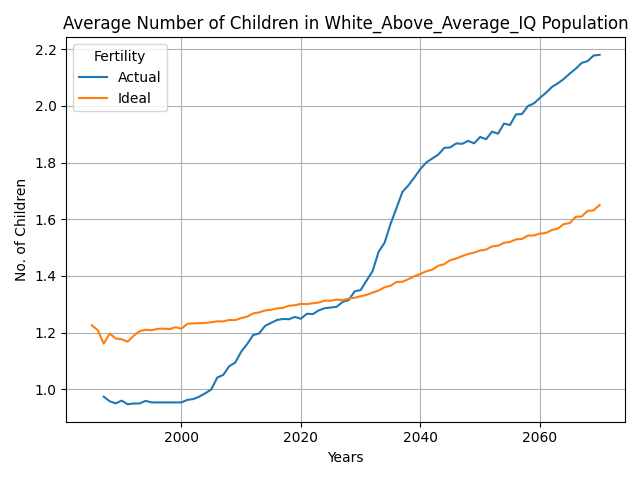 Average Number of Children in White_Above_Average_IQ Population
Fertility
Actual
Ideal
No. of Children
2.2
2.0
1.8
1.6
1.4
1.2
1.0
2000 2020 2040 2060
Years